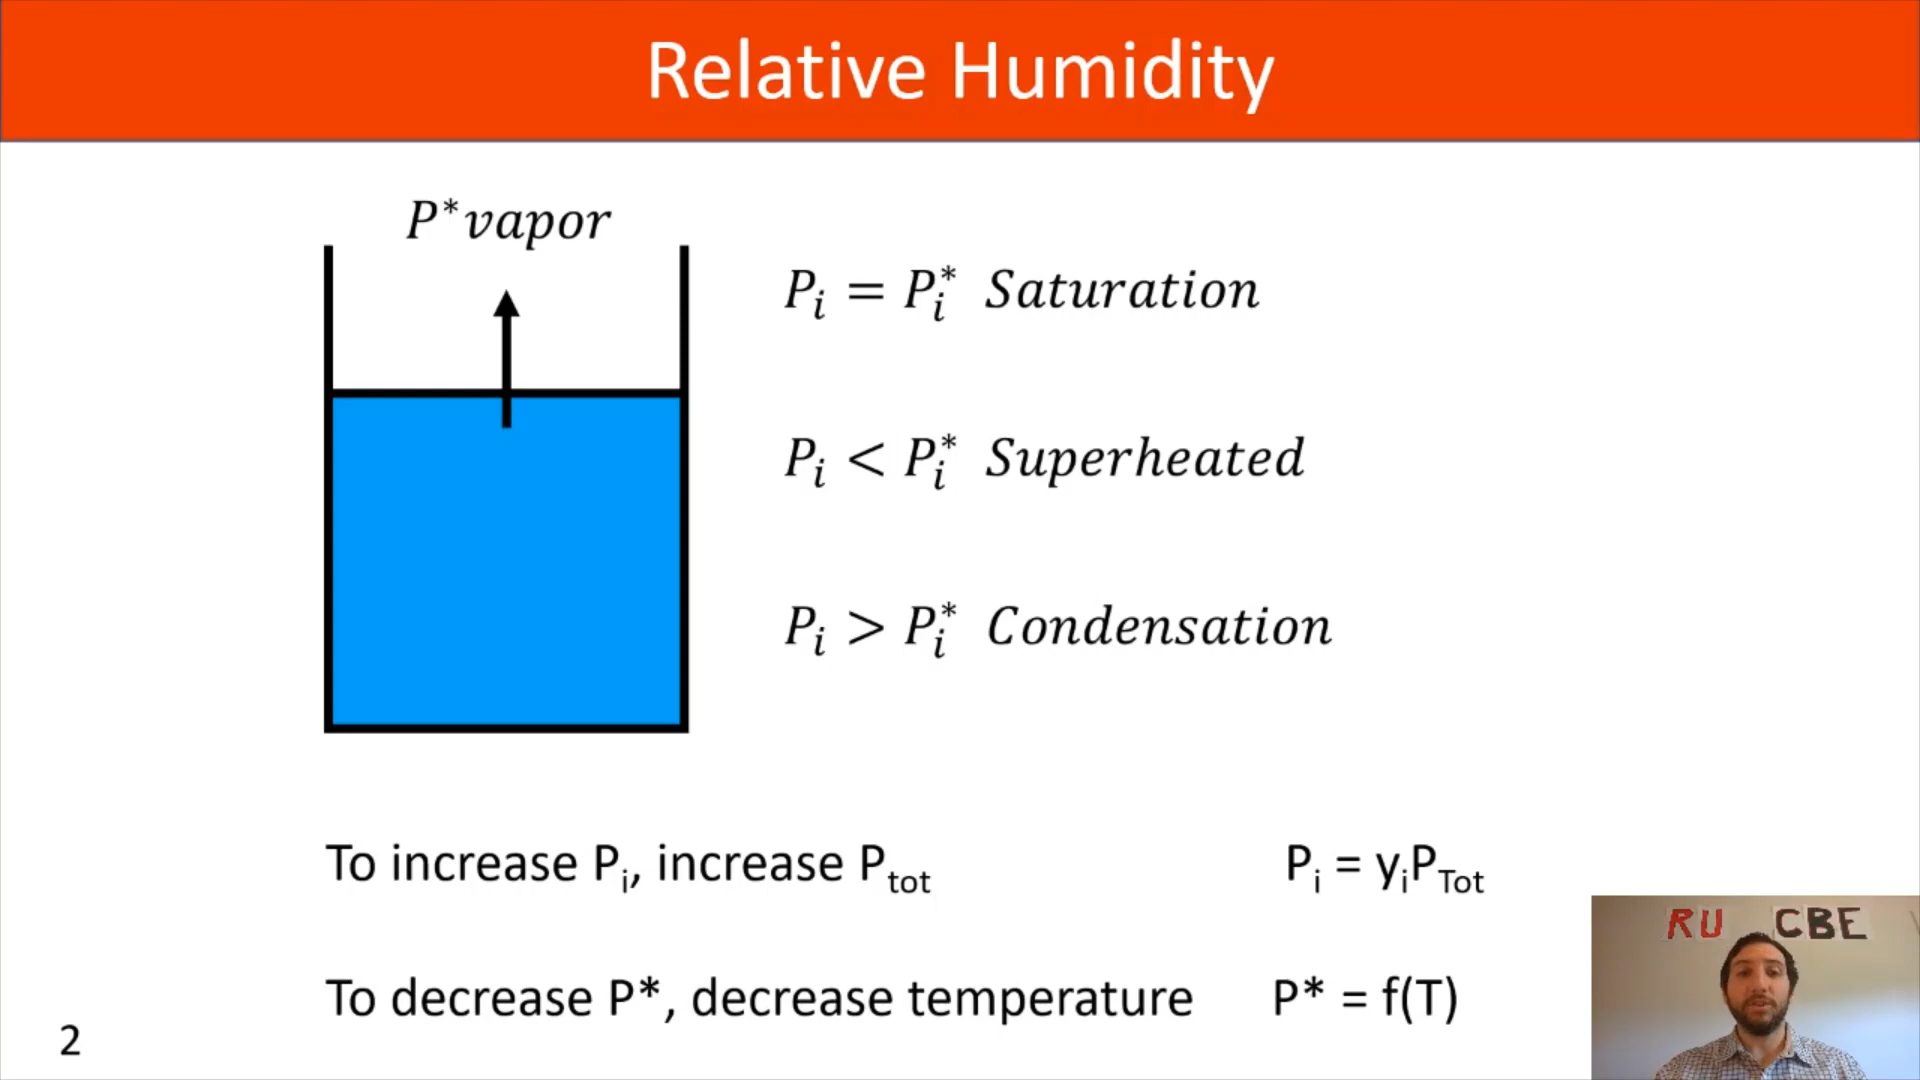 Relative Humidity
P*vapor
Pᵢ = Pᵢ* Saturation
Pᵢ < Pᵢ* Superheated
Pᵢ > Pᵢ* Condensation
To increase Pᵢ, increase Pₜₒₜ Pᵢ = yᵢP_Tot
To decrease P*, decrease temperature P* = f(T)
RU CBE
2